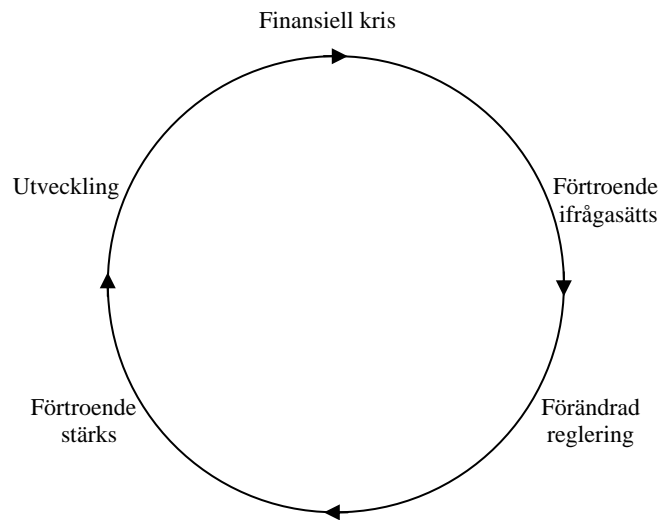 Finansiell kris
Förtroende
ifrågasätts
Förändrad
reglering
Förtroende
stärks
Utveckling